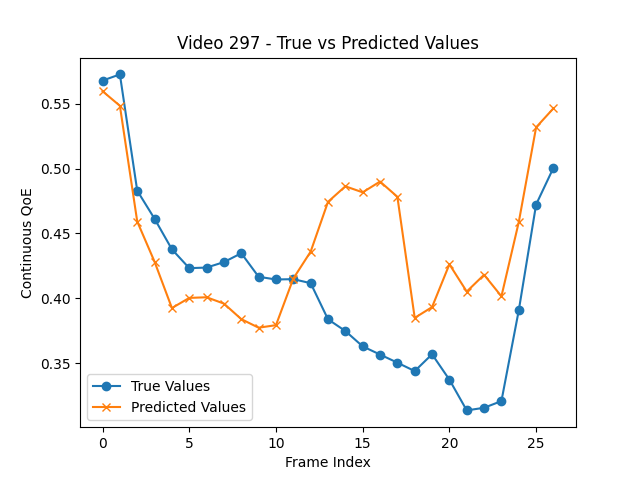 Video 297 - True vs Predicted Values
Continuous QoE
0.55
0.50
0.45
0.40
0.35
True Values
Predicted Values
0 5 10 15 20 25
Frame Index